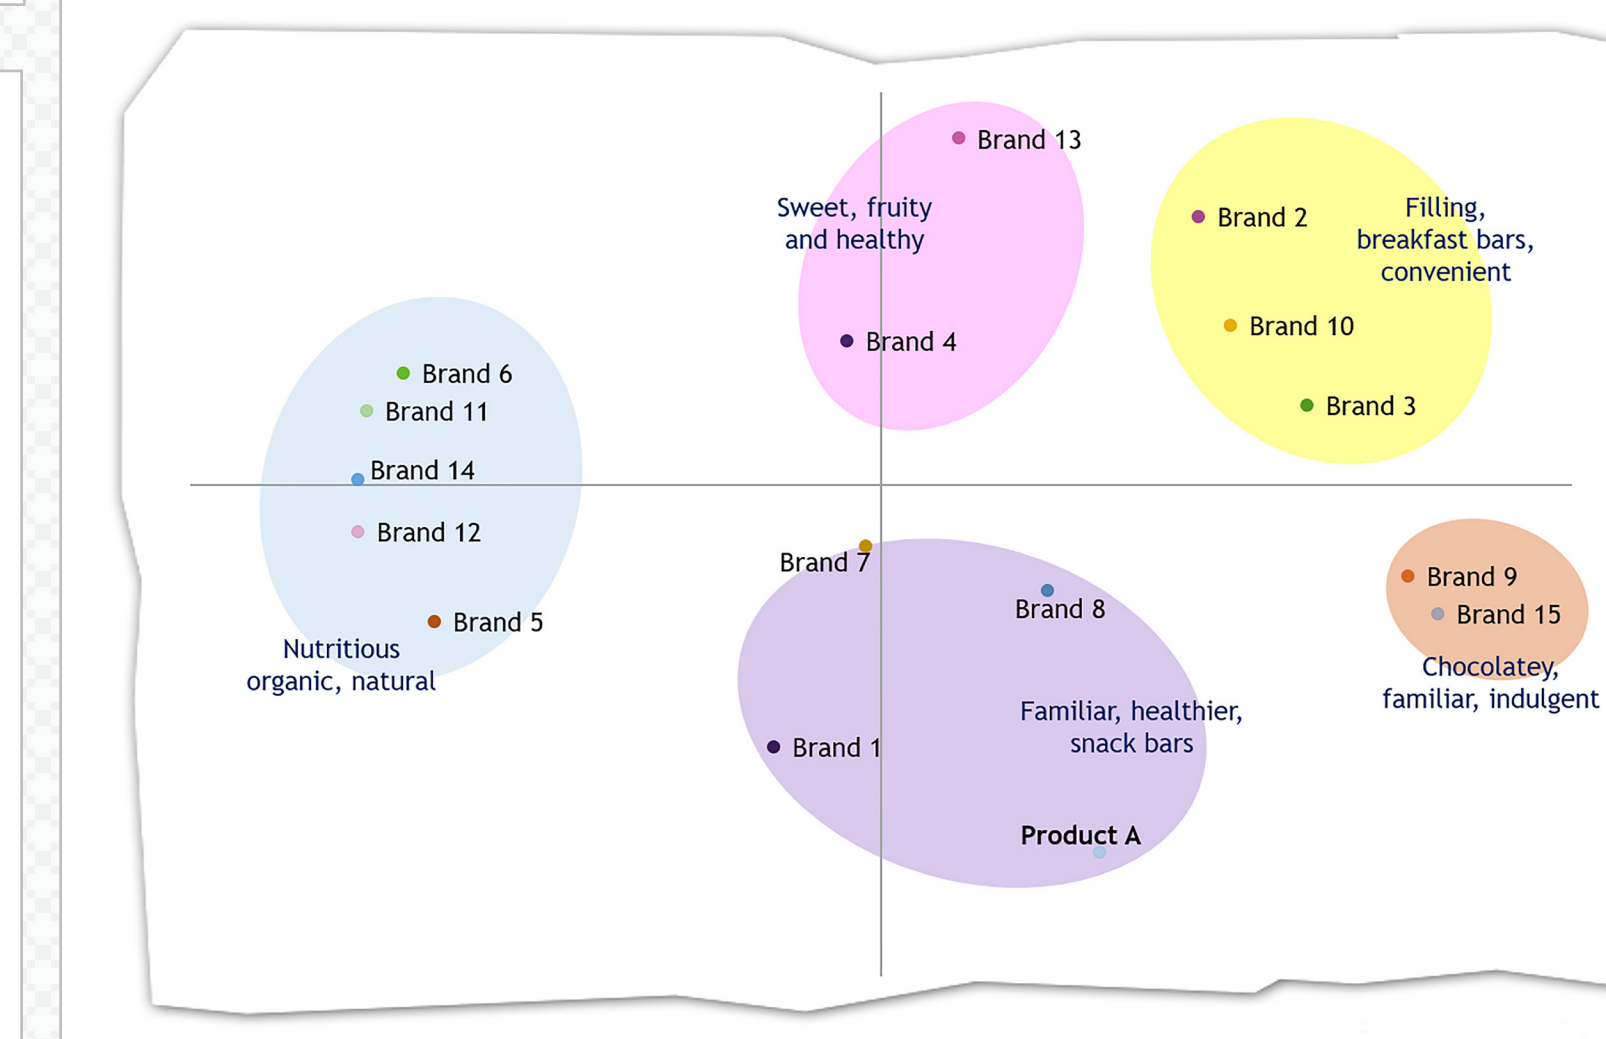 Brand 13
Sweet, fruity
and healthy
Brand 4
Brand 2
Filling,
breakfast bars,
convenient
Brand 10
Brand 3
Brand 6
Brand 11
Brand 14
Brand 12
Brand 5
Nutritious
organic, natural
Brand 7
Brand 8
Familiar, healthier,
snack bars
Brand 1
Product A
Brand 9
Brand 15
Chocolatey,
familiar, indulgent